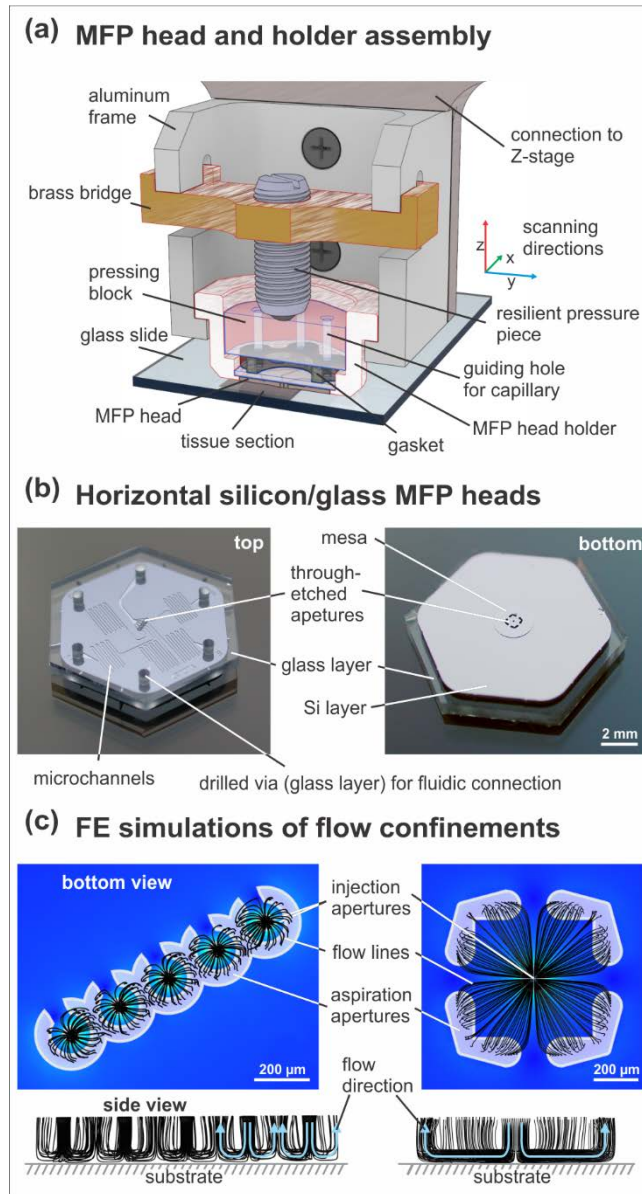 (a) MFP head and holder assembly
aluminum
frame
connection to
Z-stage
brass bridge
scanning
directions
z
x
y
pressing
block
resilient pressure
piece
glass slide
guiding hole
for capillary
MFP head
MFP head holder
tissue section
gasket
(b) Horizontal silicon/glass MFP heads
top
mesa
bottom
through-
etched apetures
glass layer
Si layer
2 mm
microchannels
drilled via (glass layer) for fluidic connection
(c) FE simulations of flow confinements
bottom view
injection
apertures
flow lines
aspiration
apertures
200 µm
200 µm
flow
direction
side view
substrate
substrate